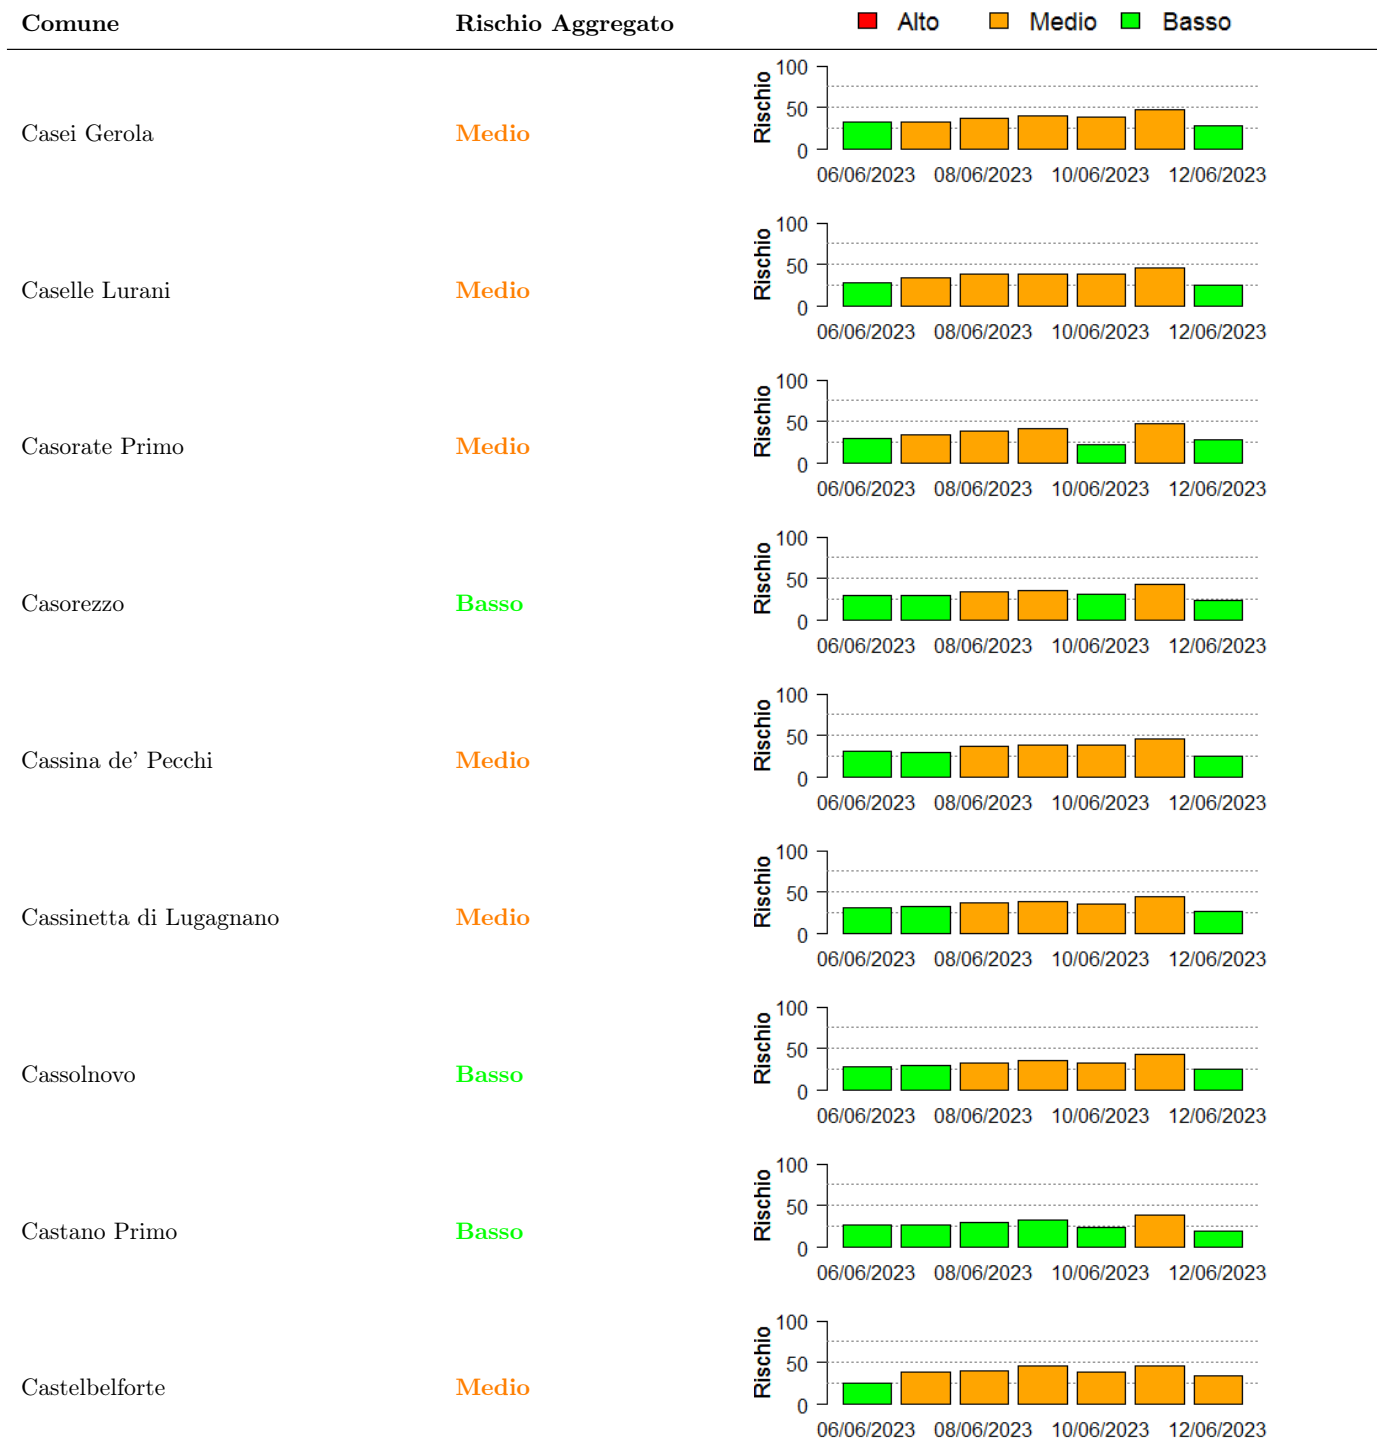 Comune Rischio Aggregato Alto Medio Basso
Casei Gerola Medio
Rischio
100
50
0
06/06/2023 08/06/2023 10/06/2023 12/06/2023
Caselle Lurani Medio
Rischio
100
50
0
06/06/2023 08/06/2023 10/06/2023 12/06/2023
Casorate Primo Medio
Rischio
100
50
0
06/06/2023 08/06/2023 10/06/2023 12/06/2023
Casorezzo Basso
Rischio
100
50
0
06/06/2023 08/06/2023 10/06/2023 12/06/2023
Cassina de’ Pecchi Medio
Rischio
100
50
0
06/06/2023 08/06/2023 10/06/2023 12/06/2023
Cassinetta di Lugagnano Medio
Rischio
100
50
0
06/06/2023 08/06/2023 10/06/2023 12/06/2023
Cassolnovo Basso
Rischio
100
50
0
06/06/2023 08/06/2023 10/06/2023 12/06/2023
Castano Primo Basso
Rischio
100
50
0
06/06/2023 08/06/2023 10/06/2023 12/06/2023
Castelbelforte Medio
Rischio
100
50
0
06/06/2023 08/06/2023 10/06/2023 12/06/2023